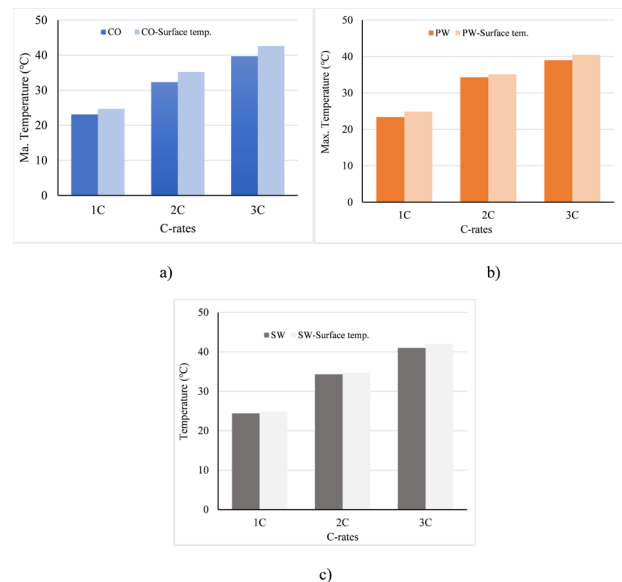 CO CO-Surface temp.
Ma. Temperature (°C)
50
40
30
20
10
0
1C 2C 3C
C-rates
a)
PW PW-Surface tem.
Max. Temperature (°C)
50
40
30
20
10
0
1C 2C 3C
C-rates
b)
SW SW-Surface temp.
Temperature (°C)
50
40
30
20
10
0
1C 2C 3C
C-rates
c)